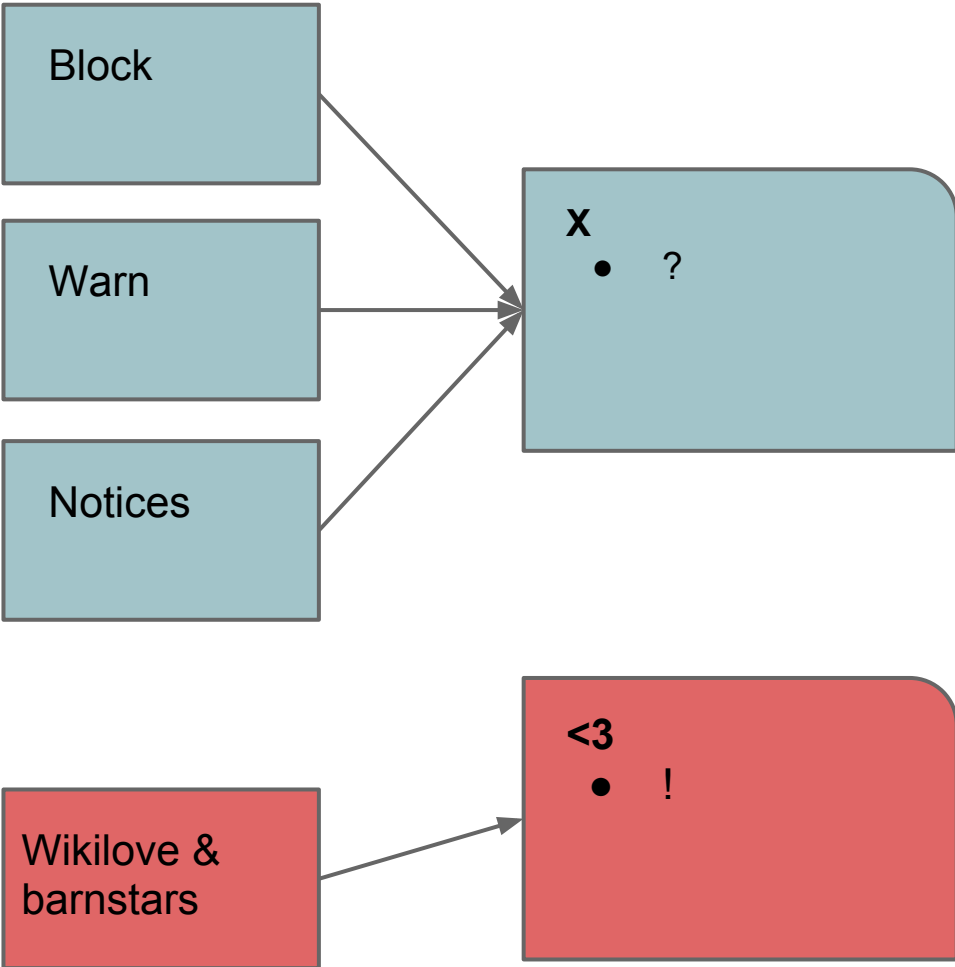 Block
X
● ?
Warn
Notices
<3
● !
Wikilove &
barnstars